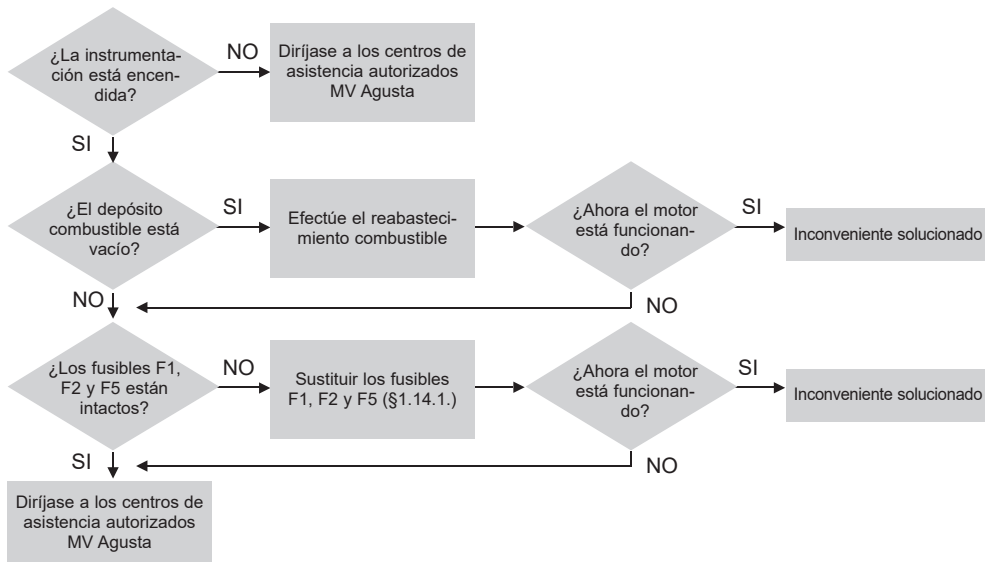 ¿La instrumenta-
ción está encen-
dida?
NO
Diríjase a los centros de
asistencia autorizados
MV Agusta
SI
¿El depósito
combustible está
vacío?
SI
Efectúe el reabasteci-
miento combustible
¿Ahora el motor
está funcionan-
do?
SI
Inconveniente solucionado
NO
NO
¿Los fusibles F1,
F2 y F5 están
intactos?
NO
Sustituir los fusibles
F1, F2 y F5 (§1.14.1.)
¿Ahora el motor
está funcionan-
do?
SI
Inconveniente solucionado
SI
NO
Diríjase a los centros de
asistencia autorizados
MV Agusta